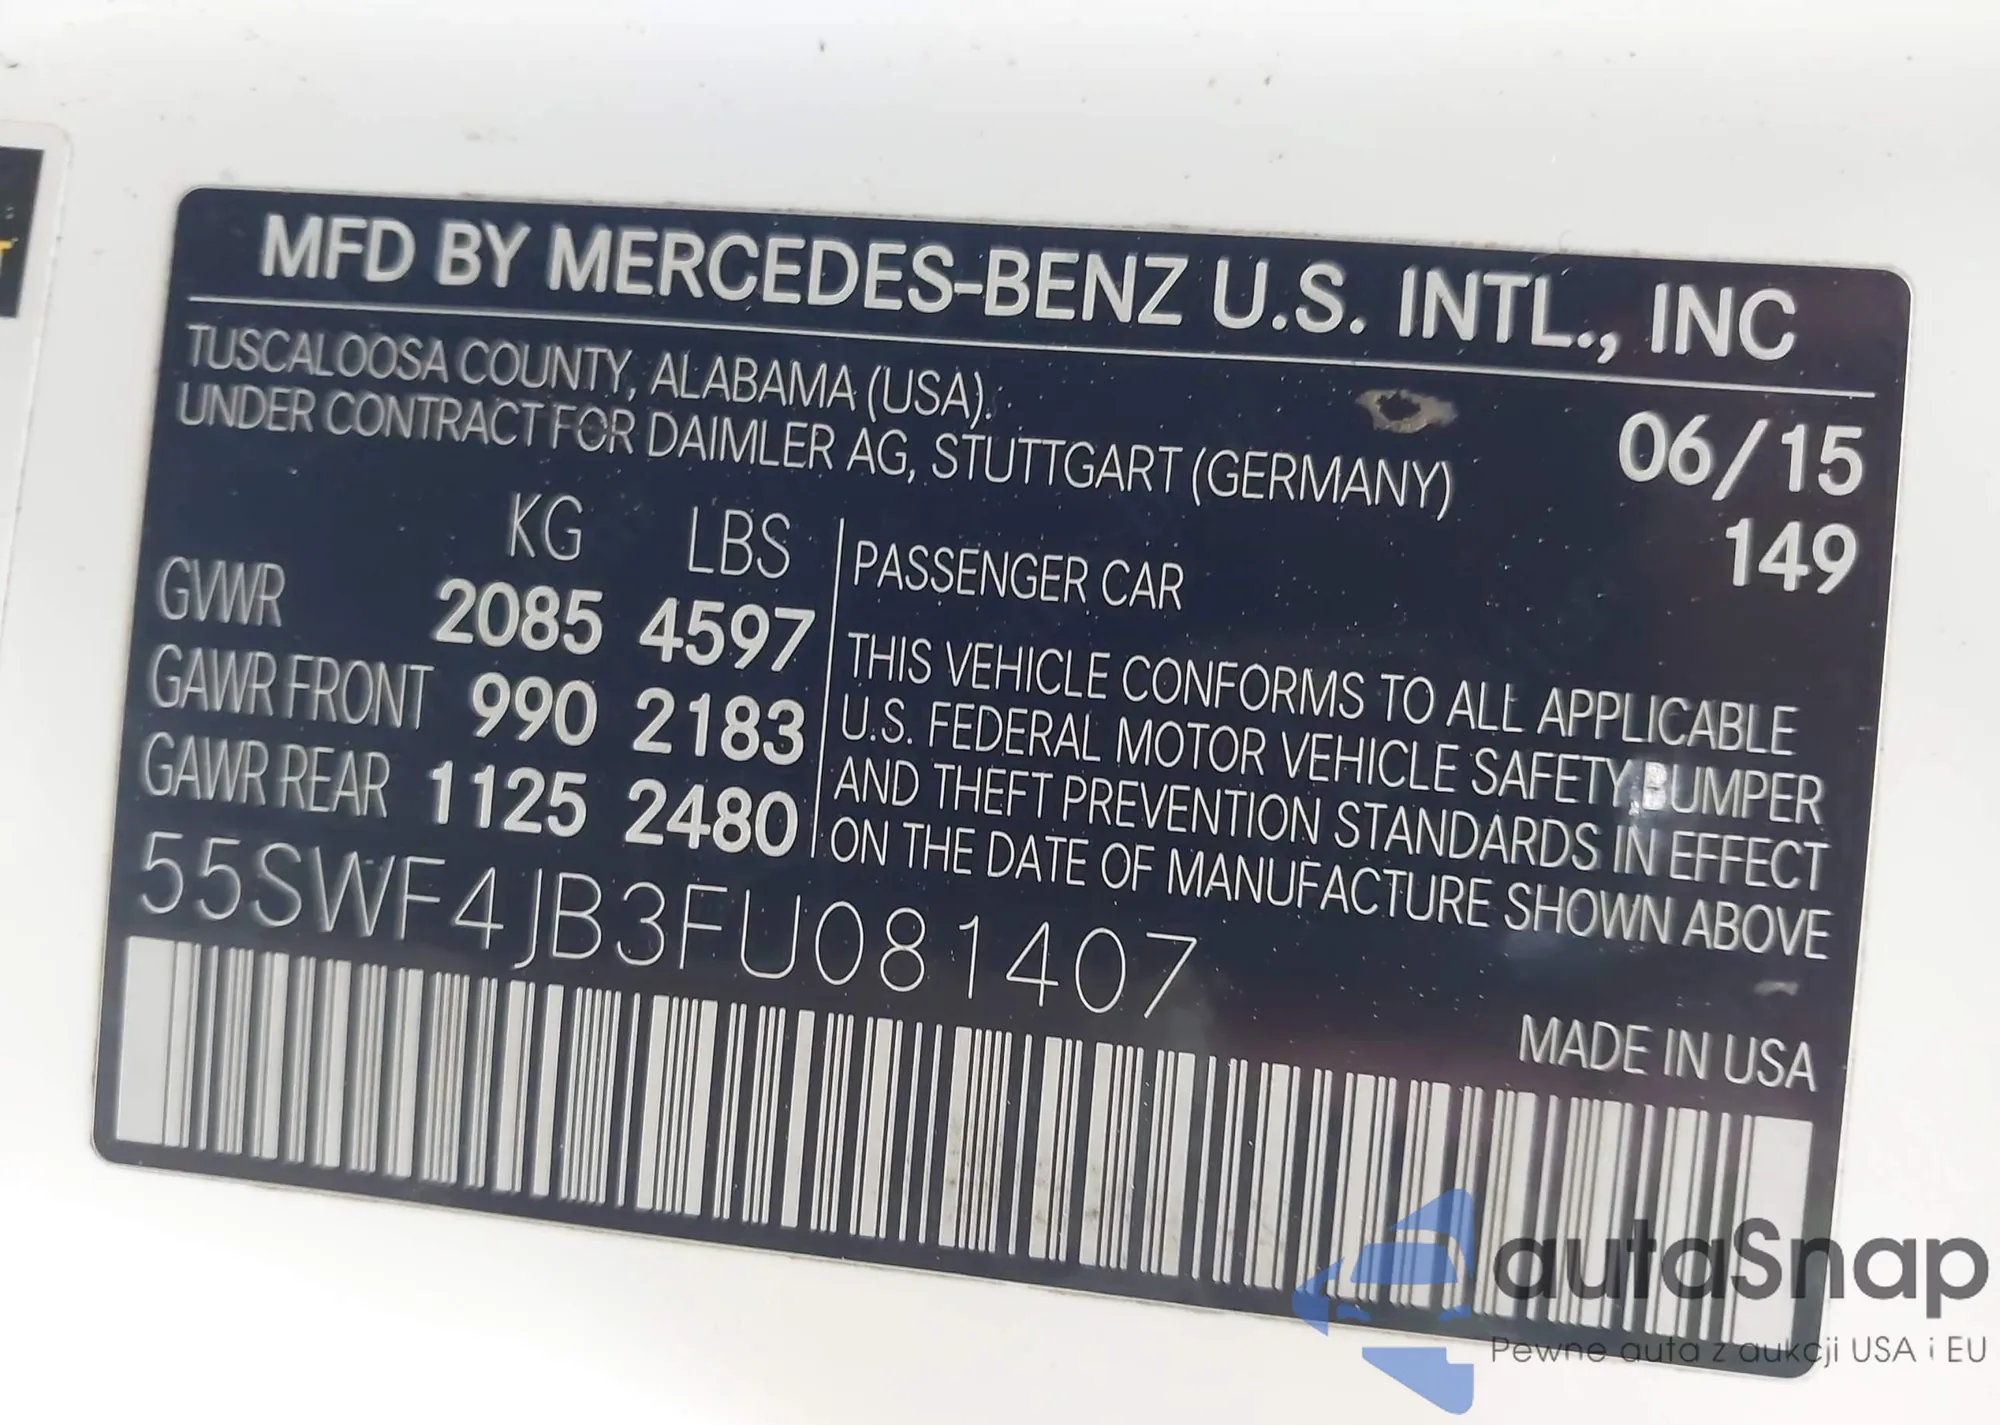 MFD BY MERCEDES-BENZ U.S. INTL., INC
TUSCALOOSA COUNTY, ALABAMA (USA).
UNDER CONTRACT FOR DAIMLER AG, STUTTGART (GERMANY)
06/15
149
KG LBS
GVWR 2085 4597
GAWR FRONT 990 2183
GAWR REAR 1125 2480
PASSENGER CAR
THIS VEHICLE CONFORMS TO ALL APPLICABLE
U.S. FEDERAL MOTOR VEHICLE SAFETY, BUMPER
AND THEFT PREVENTION STANDARDS IN EFFECT
ON THE DATE OF MANUFACTURE SHOWN ABOVE
55SWF4JB3FU081407
MADE IN USA
autaSnap
Pewne auta z aukcji USA i EU